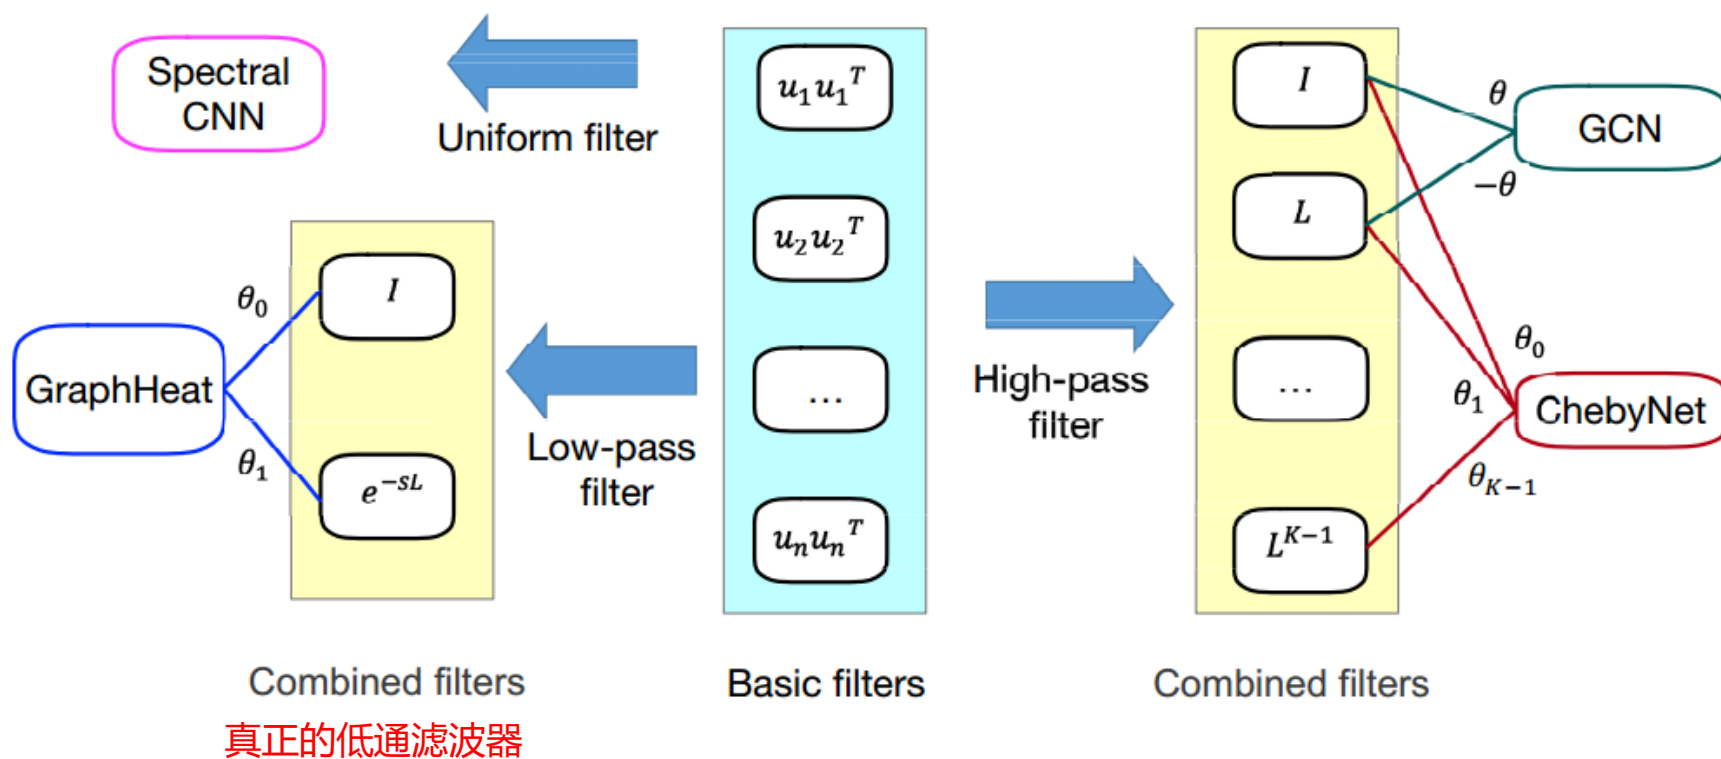 Spectral
CNN
Uniform filter
GraphHeat
θ₀
θ₁
I
e^{-sL}
Low-pass
filter
Combined filters
真正的低通滤波器
u₁u₁ᵀ
u₂u₂ᵀ
...
uₙuₙᵀ
Basic filters
High-pass
filter
I
L
...
L^{K-1}
Combined filters
θ
-θ
GCN
θ₀
θ₁
θ_{K-1}
ChebyNet